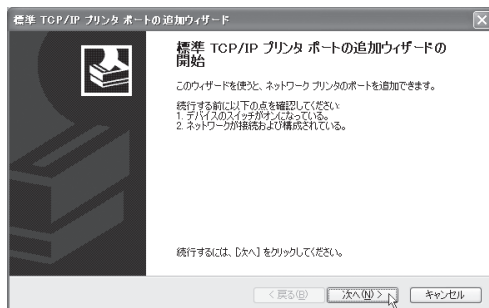 標準 TCP/IP プリンタ ポートの追加ウィザード
標準 TCP/IP プリンタ ポートの追加ウィザードの
開始
このウィザードを使うと、ネットワーク プリンタのポートを追加できます。
続行する前に以下の点を確認してください:
1. デバイスのスイッチがオンになっている。
2. ネットワークが接続および構成されている。
続行するには、[次へ] をクリックしてください。
< 戻る(B)
次へ(N) >
キャンセル